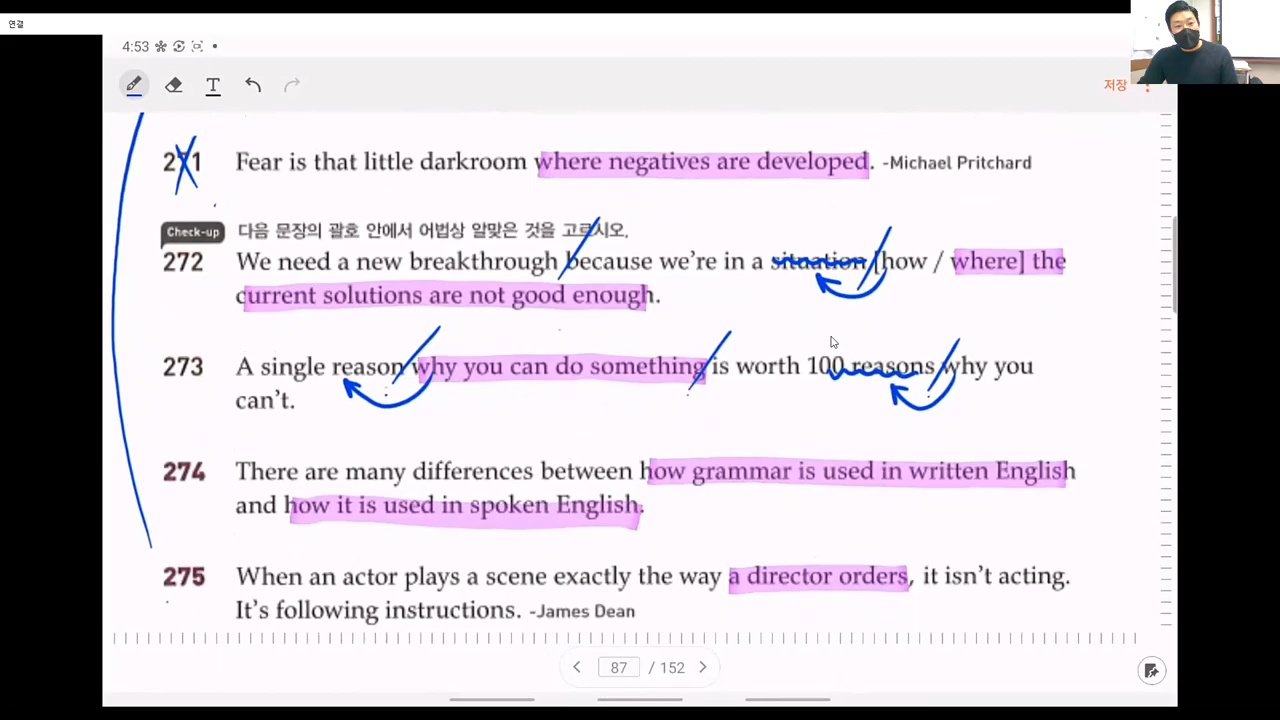 연결
4:53
T
저장
271 Fear is that little darkroom where negatives are developed. -Michael Pritchard
Check-up 다음 문장의 괄호 안에서 어법상 알맞은 것을 고르시오.
272 We need a new breakthrough because we're in a situation [how / where] the
current solutions are not good enough.
273 A single reason why you can do something is worth 100 reasons why you
can't.
274 There are many differences between how grammar is used in written English
and how it is used in spoken English.
275 When an actor plays a scene exactly the way a director orders, it isn't acting.
It's following instructions. -James Dean
87 / 152